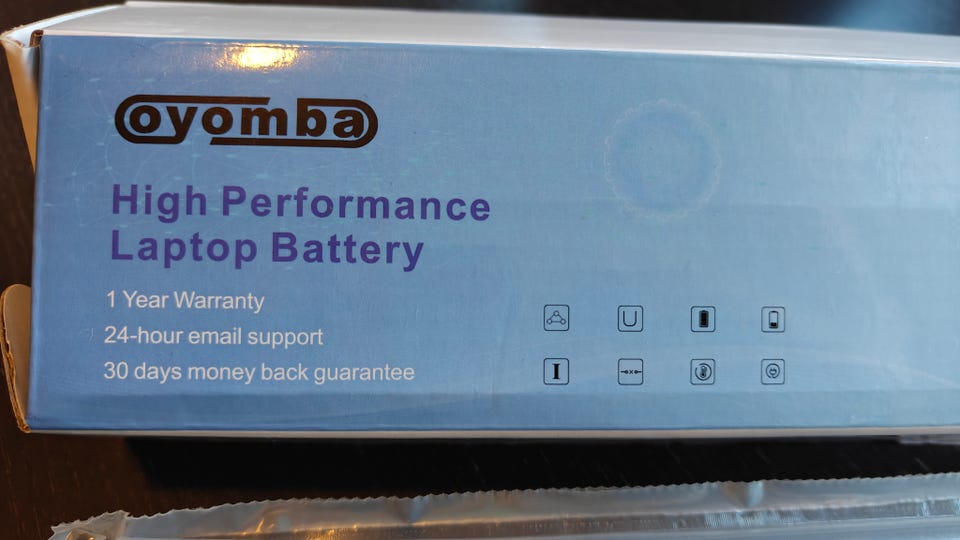 oyomba
High Performance
Laptop Battery
1 Year Warranty
24-hour email support
30 days money back guarantee
U
I